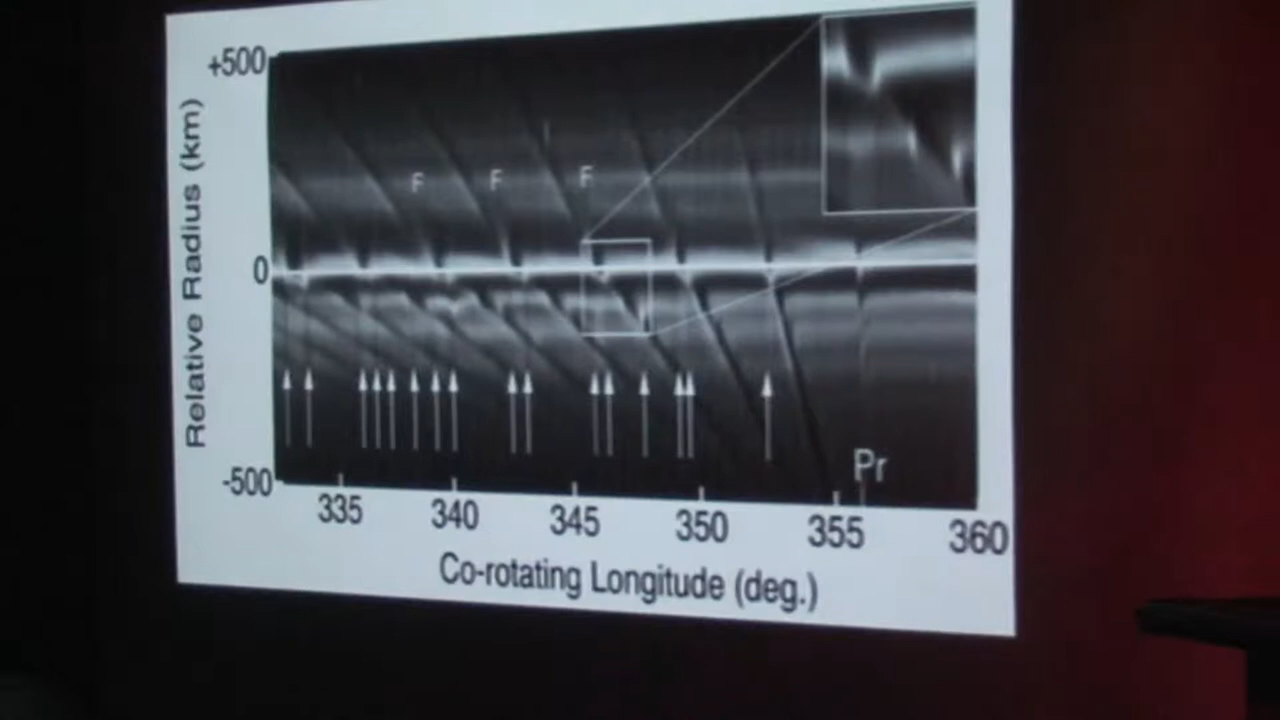 +500
F F F
Relative Radius (km)
0
Pr
-500
335 340 345 350 355 360
Co-rotating Longitude (deg.)